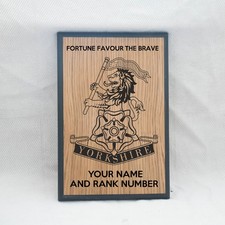 FORTUNE FAVOUR THE BRAVE
YORKSHIRE
YOUR NAME
AND RANK NUMBER